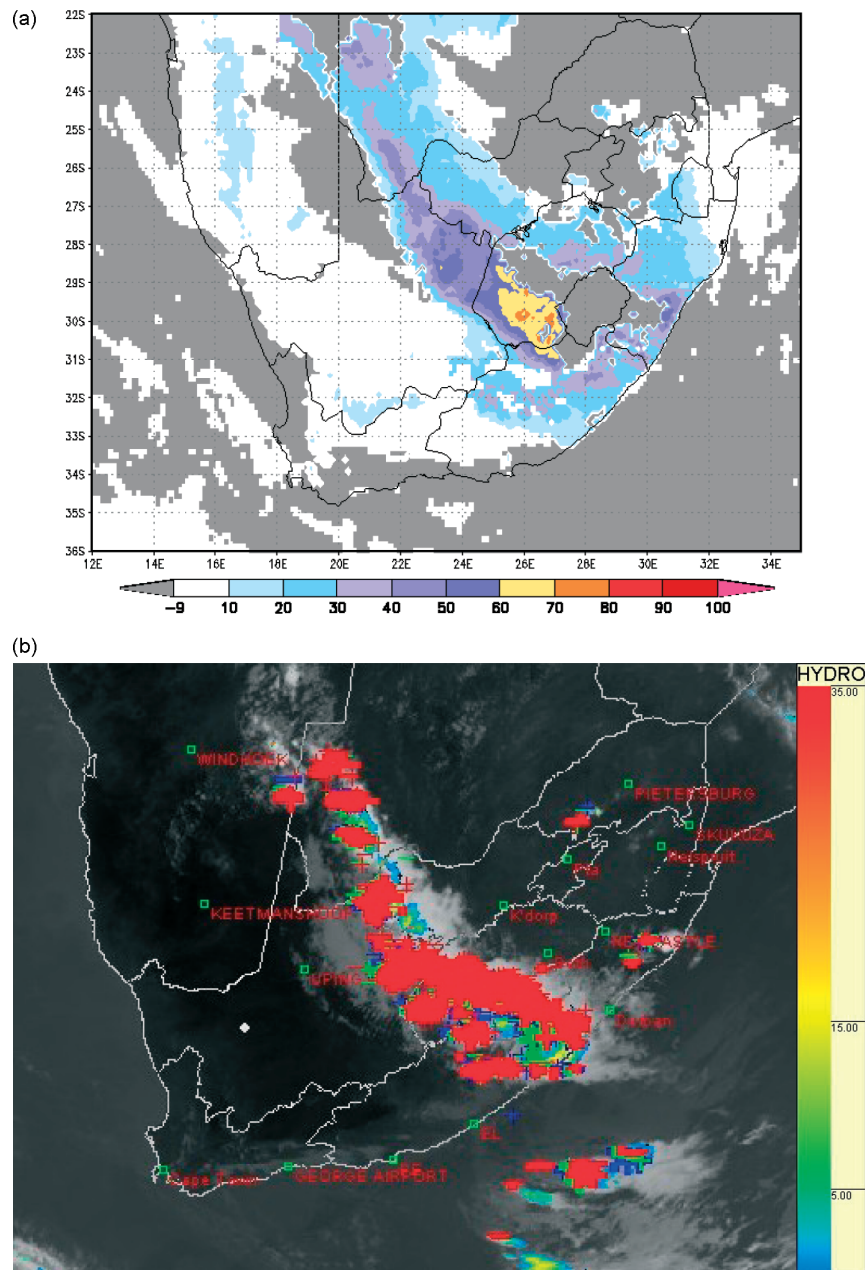 (a)
22S
23S
24S
25S
26S
27S
28S
29S
30S
31S
32S
33S
34S
35S
36S
12E 14E 16E 18E 20E 22E 24E 26E 28E 30E 32E 34E
-9 10 20 30 40 50 60 70 80 90 100
(b)
HYDRO
35.00
WINDHOEK
PIETERSBURG
SKUKUZA
Nelspruit
Pta
KEETMANSHOOP
K'dorp
NEWCASTLE
UPING
Durban
15.00
EL
PE
Cape Town
GEORGE AIRPORT
5.00